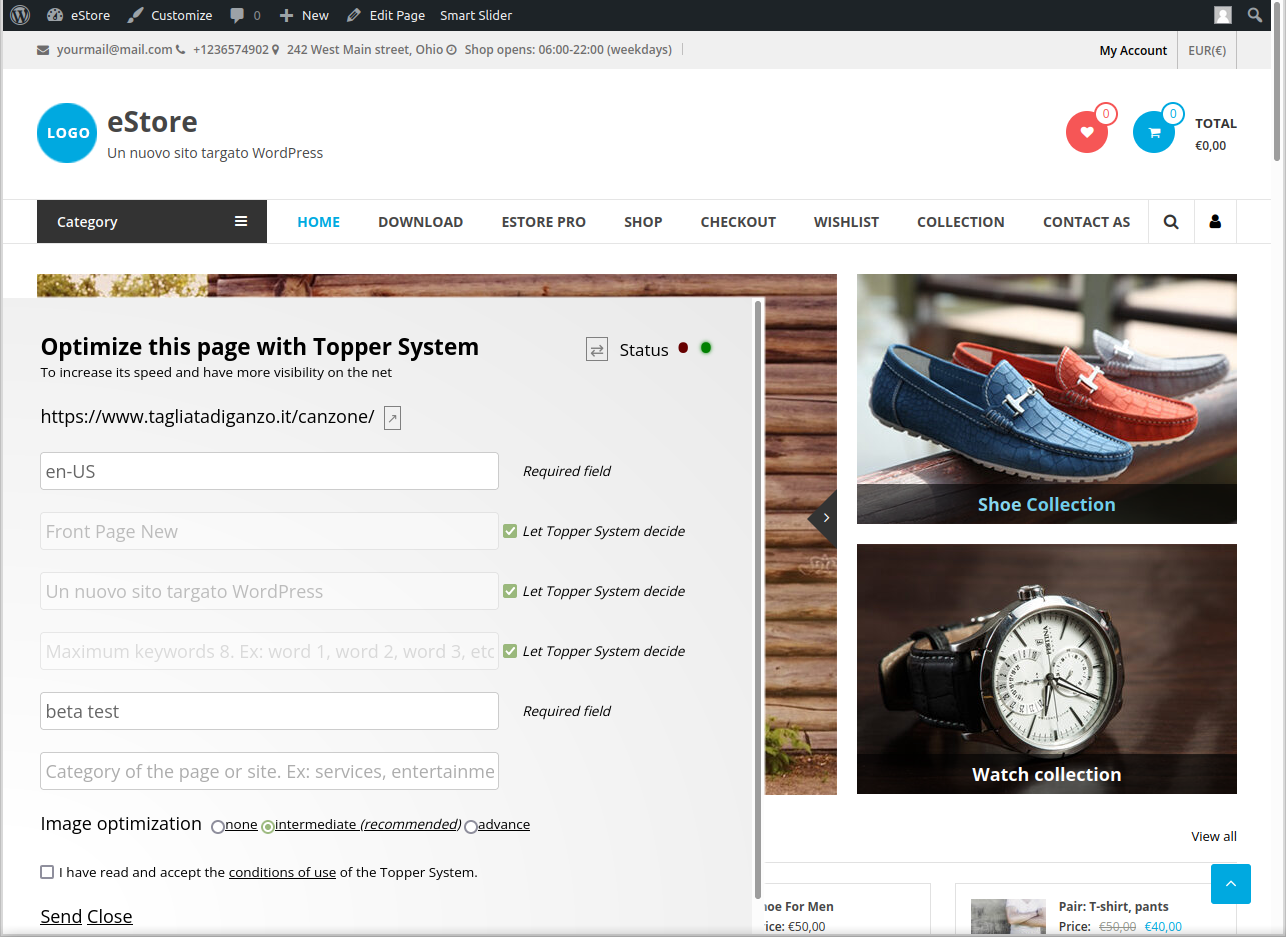 eStore Customize 0 New Edit Page Smart Slider
yourmail@mail.com +1236574902 242 West Main street, Ohio Shop opens: 06:00-22:00 (weekdays) My Account EUR(€)
LOGO
eStore
Un nuovo sito targato WordPress
0
0
TOTAL
€0,00
Category
HOME DOWNLOAD ESTORE PRO SHOP CHECKOUT WISHLIST COLLECTION CONTACT AS
Optimize this page with Topper System
Status
To increase its speed and have more visibility on the net
https://www.tagliatadiganzo.it/canzone/
en-US Required field
Front Page New Let Topper System decide
Un nuovo sito targato WordPress Let Topper System decide
Maximum keywords 8. Ex: word 1, word 2, word 3, etc Let Topper System decide
beta test Required field
Category of the page or site. Ex: services, entertainme
Image optimization none intermediate (recommended) advance
I have read and accept the conditions of use of the Topper System.
Send Close
Shoe Collection
Watch collection
View all
oe For Men
ice: €50,00
Pair: T-shirt, pants
Price: €50,00 €40,00